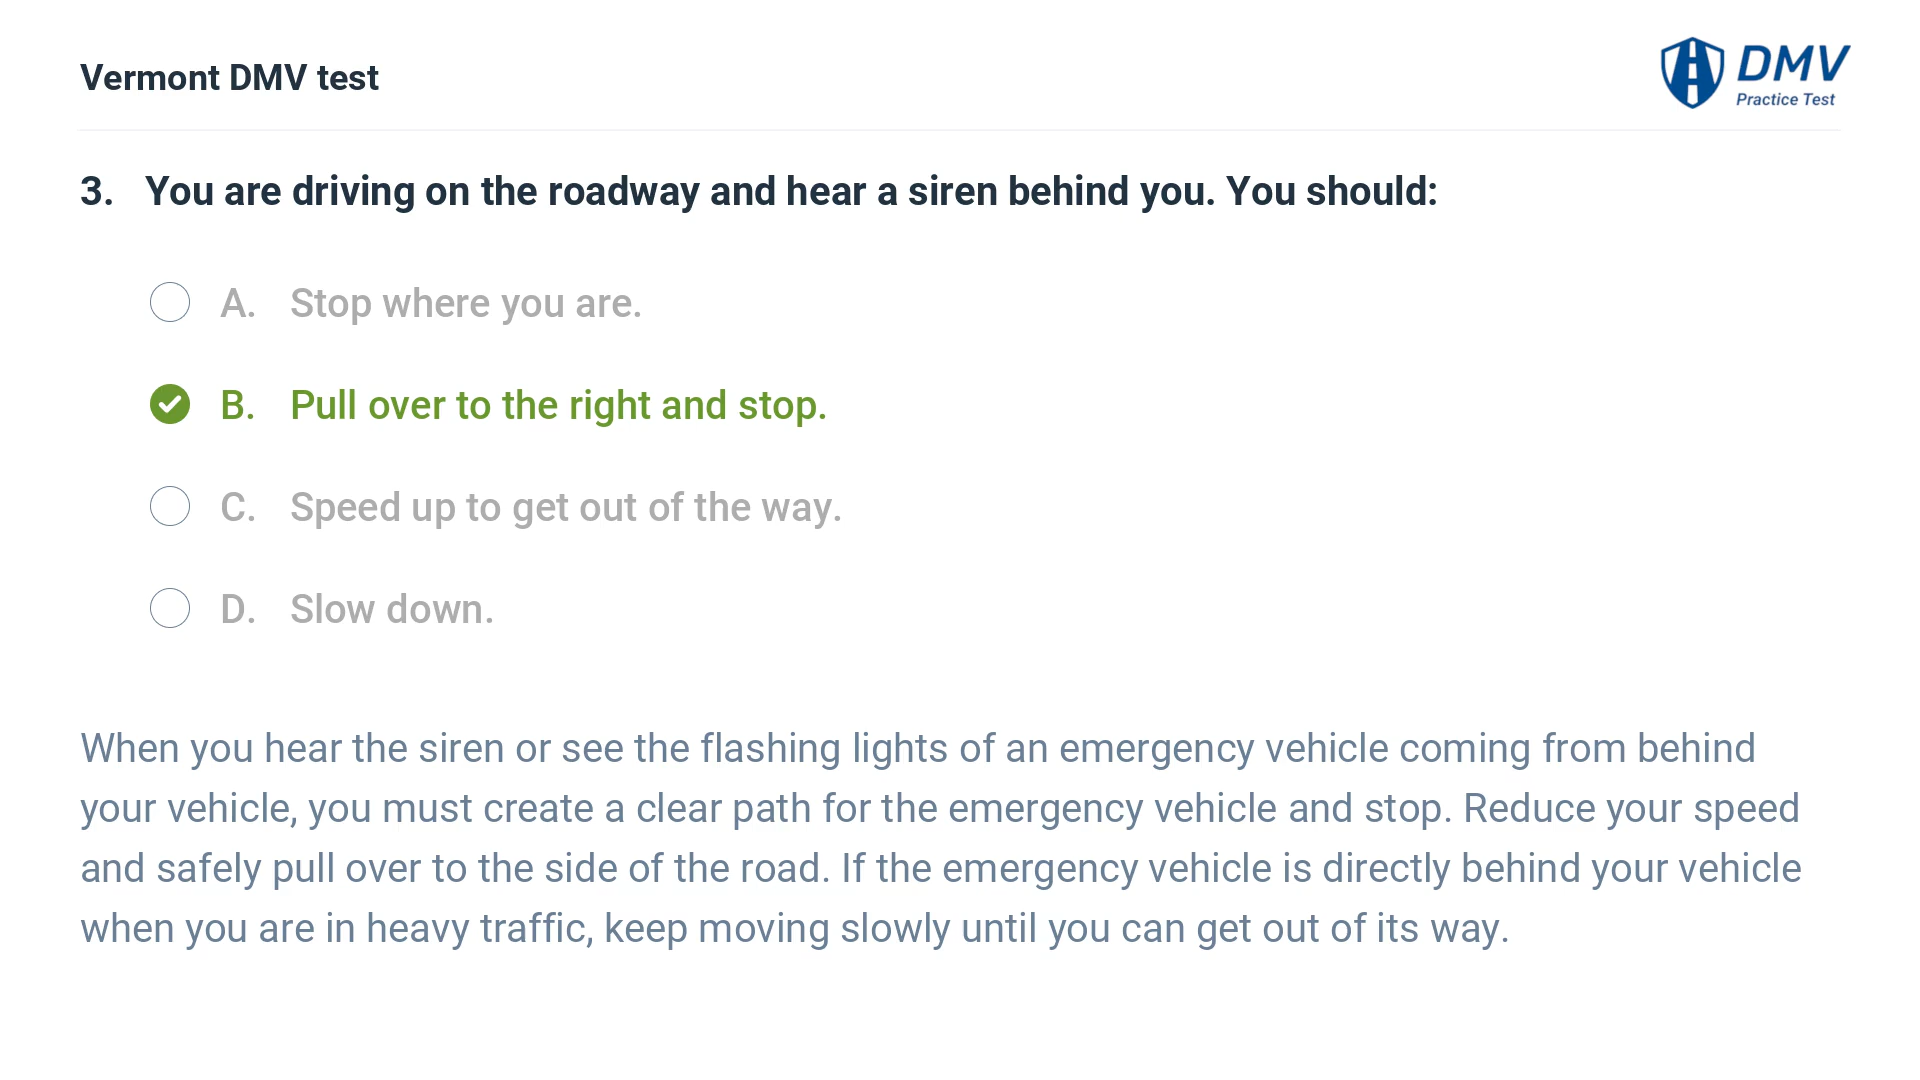 Vermont DMV test
DMV
Practice Test
3. You are driving on the roadway and hear a siren behind you. You should:
A. Stop where you are.
B. Pull over to the right and stop.
C. Speed up to get out of the way.
D. Slow down.
When you hear the siren or see the flashing lights of an emergency vehicle coming from behind
your vehicle, you must create a clear path for the emergency vehicle and stop. Reduce your speed
and safely pull over to the side of the road. If the emergency vehicle is directly behind your vehicle
when you are in heavy traffic, keep moving slowly until you can get out of its way.